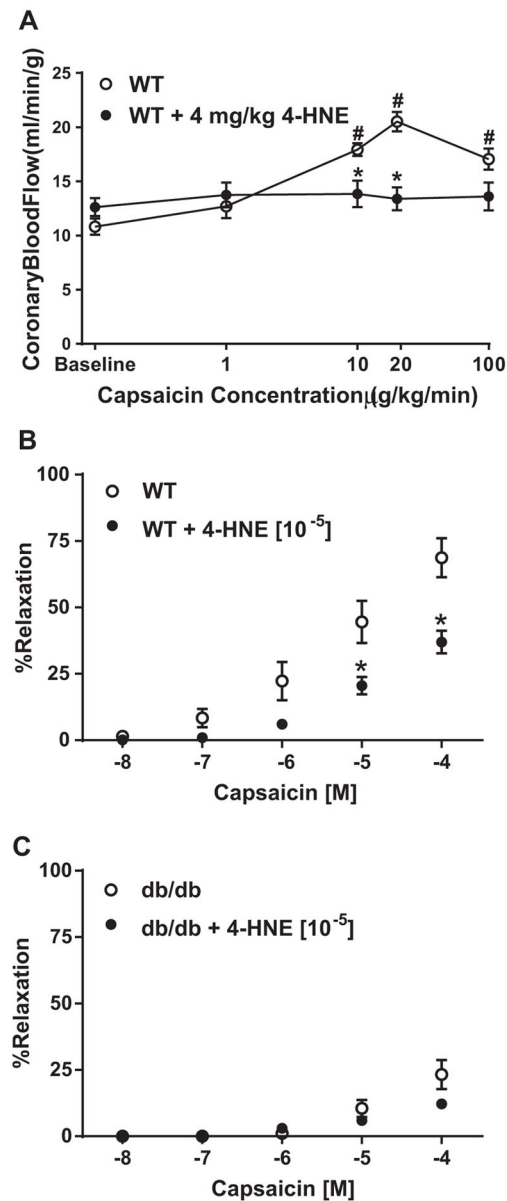 A
CoronaryBloodFlow(ml/min/g)
25
20
15
10
5
0
WT
WT + 4 mg/kg 4-HNE
#
#
#
*
*
Baseline
1
10
20
100
Capsaicin Concentration,μ(g/kg/min)
B
%Relaxation
100
75
50
25
0
WT
WT + 4-HNE [10⁻⁵]
*
*
-8
-7
-6
-5
-4
Capsaicin [M]
C
%Relaxation
100
75
50
25
0
db/db
db/db + 4-HNE [10⁻⁵]
-8
-7
-6
-5
-4
Capsaicin [M]